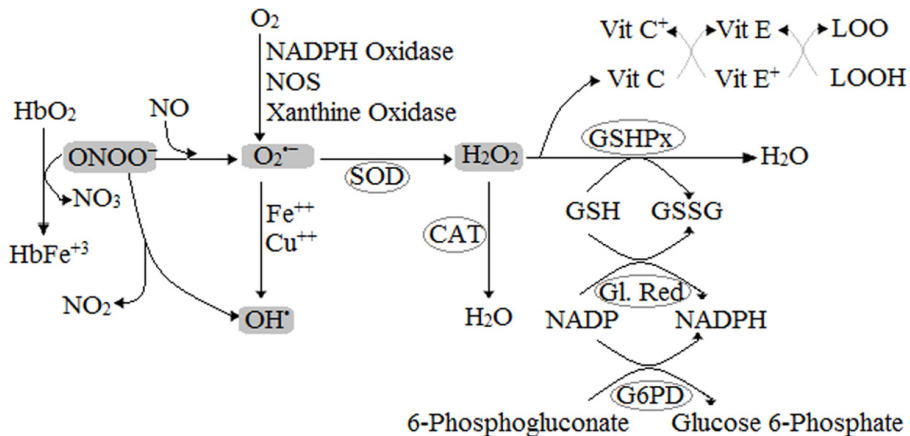 O₂
Vit C⁺ Vit E LOO
NADPH Oxidase
NOS
Xanthine Oxidase
Vit C Vit E⁺ LOOH
HbO₂
NO
GSHPx
ONOO⁻
O₂•⁻
H₂O₂
H₂O
SOD
NO₃
Fe⁺⁺
Cu⁺⁺
GSH GSSG
CAT
HbFe⁺³
Gl. Red
NO₂
OH•
H₂O
NADP NADPH
G6PD
6-Phosphogluconate Glucose 6-Phosphate